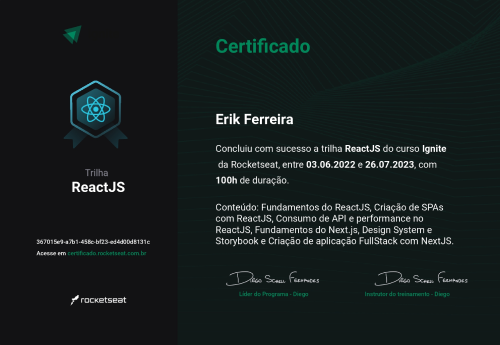 Trilha
ReactJS
367015e9-a7b1-458c-bf23-ed4d00d8131c
Acesse em certificado.rocketseat.com.br
rocketseat
Certificado
Erik Ferreira
Concluiu com sucesso a trilha ReactJS do curso Ignite
da Rocketseat, entre 03.06.2022 e 26.07.2023, com
100h de duração.
Conteúdo: Fundamentos do ReactJS, Criação de SPAs
com ReactJS, Consumo de API e performance no
ReactJS, Fundamentos do Next.js, Design System e
Storybook e Criação de aplicação FullStack com NextJS.
Diego Schell Fernandes
Líder do Programa - Diego
Diego Schell Fernandes
Instrutor do treinamento - Diego